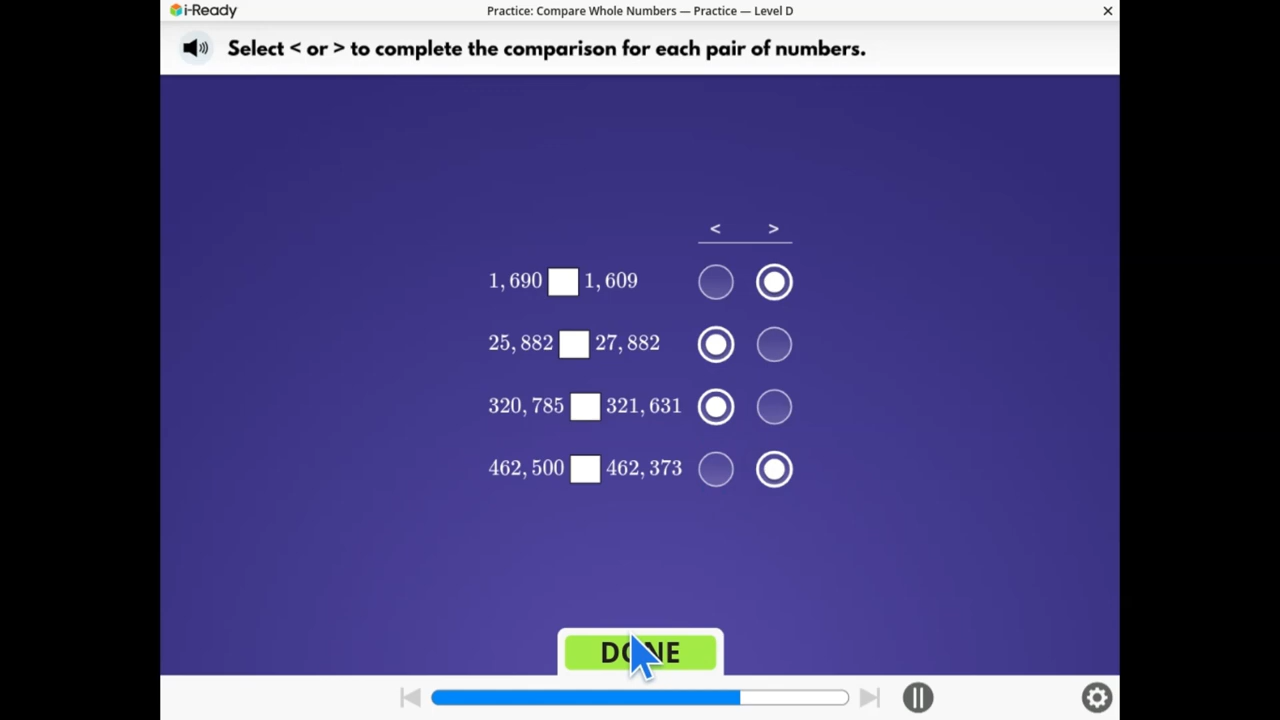 i-Ready
Practice: Compare Whole Numbers — Practice — Level D
Select < or > to complete the comparison for each pair of numbers.
< >
1,690 1,609
25,882 27,882
320,785 321,631
462,500 462,373
DONE